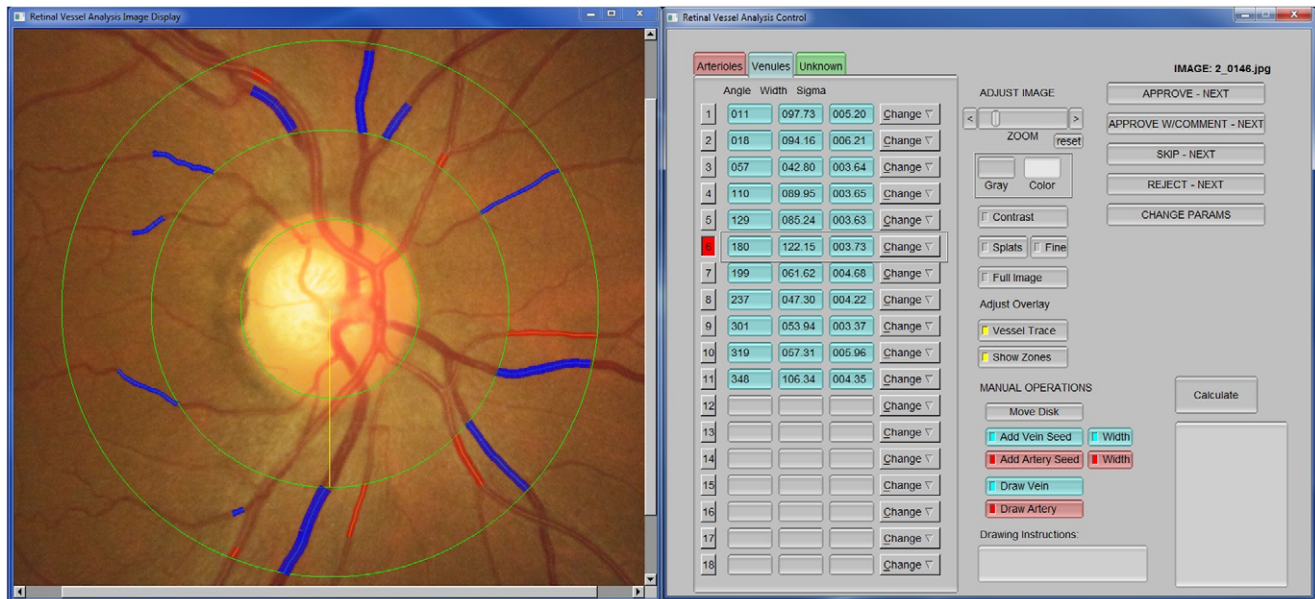 Retinal Vessel Analysis Image Display
Retinal Vessel Analysis Control
Arterioles Venules Unknown
IMAGE: 2_0146.jpg
Angle Width Sigma
1 011 097.73 005.20 Change
2 018 094.16 006.21 Change
3 057 042.80 003.64 Change
4 110 089.95 003.65 Change
5 129 085.24 003.63 Change
6 180 122.15 003.73 Change
7 199 061.62 004.68 Change
8 237 047.30 004.22 Change
9 301 053.94 003.37 Change
10 319 057.31 005.96 Change
11 348 106.34 004.35 Change
12 Change
13 Change
14 Change
15 Change
16 Change
17 Change
18 Change
ADJUST IMAGE
< >
ZOOM
reset
Gray Color
Contrast
Splats Fine
Full Image
Adjust Overlay
Vessel Trace
Show Zones
MANUAL OPERATIONS
Move Disk
Add Vein Seed Width
Add Artery Seed Width
Draw Vein
Draw Artery
Drawing Instructions:
APPROVE - NEXT
APPROVE W/COMMENT - NEXT
SKIP - NEXT
REJECT - NEXT
CHANGE PARAMS
Calculate